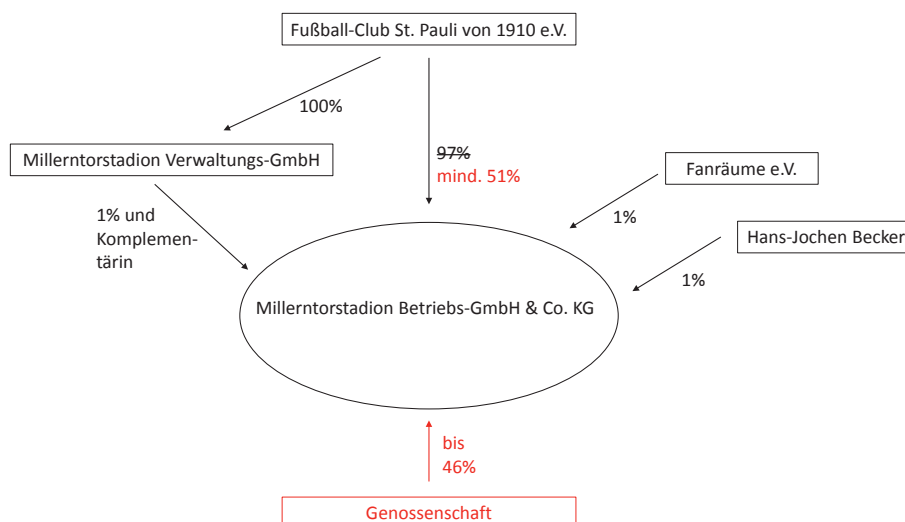 Fußball-Club St. Pauli von 1910 e.V.
100%
Millerntorstadion Verwaltungs-GmbH
97%
mind. 51%
Fanräume e.V.
1% und
Komplemen-
tärin
1%
Hans-Jochen Becker
1%
Millerntorstadion Betriebs-GmbH & Co. KG
bis
46%
Genossenschaft